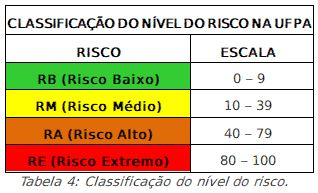 CLASSIFICAÇÃO DO NÍVEL DO RISCO NA UFPA
RISCO ESCALA
RB (Risco Baixo) 0 – 9
RM (Risco Médio) 10 – 39
RA (Risco Alto) 40 – 79
RE (Risco Extremo) 80 – 100
Tabela 4: Classificação do nível do risco.